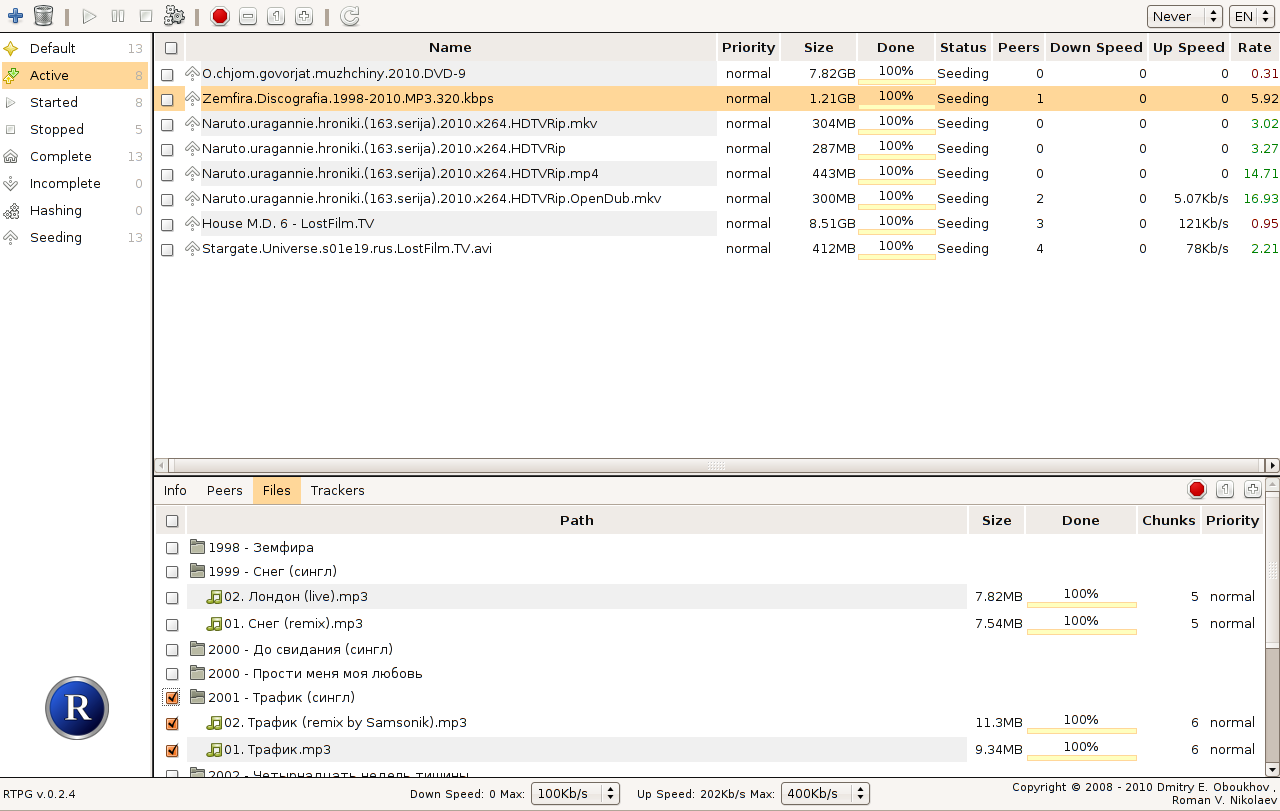 1 Never EN
Default 13
Active 8
Started 8
Stopped 5
Complete 13
Incomplete 0
Hashing 0
Seeding 13
Name Priority Size Done Status Peers Down Speed Up Speed Rate
O.chjom.govorjat.muzhchiny.2010.DVD-9 normal 7.82GB 100% Seeding 0 0 0 0.31
Zemfira.Discografia.1998-2010.MP3.320.kbps normal 1.21GB 100% Seeding 1 0 0 5.92
Naruto.uragannie.hroniki.(163.serija).2010.x264.HDTVRip.mkv normal 304MB 100% Seeding 0 0 0 3.02
Naruto.uragannie.hroniki.(163.serija).2010.x264.HDTVRip normal 287MB 100% Seeding 0 0 0 3.27
Naruto.uragannie.hroniki.(163.serija).2010.x264.HDTVRip.mp4 normal 443MB 100% Seeding 0 0 0 14.71
Naruto.uragannie.hroniki.(163.serija).2010.x264.HDTVRip.OpenDub.mkv normal 300MB 100% Seeding 2 0 5.07Kb/s 16.93
House M.D. 6 - LostFilm.TV normal 8.51GB 100% Seeding 3 0 121Kb/s 0.95
Stargate.Universe.s01e19.rus.LostFilm.TV.avi normal 412MB 100% Seeding 4 0 78Kb/s 2.21
Info Peers Files Trackers 1
Path Size Done Chunks Priority
1998 - Земфира
1999 - Снег (сингл)
02. Лондон (live).mp3 7.82MB 100% 5 normal
01. Снег (remix).mp3 7.54MB 100% 5 normal
2000 - До свидания (сингл)
2000 - Прости меня моя любовь
2001 - Трафик (сингл)
02. Трафик (remix by Samsonik).mp3 11.3MB 100% 6 normal
01. Трафик.mp3 9.34MB 100% 6 normal
2002 - Четырнадцать недель тишины
R
RTPG v.0.2.4 Down Speed: 0 Max: 100Kb/s Up Speed: 202Kb/s Max: 400Kb/s
Copyright © 2008 - 2010 Dmitry E. Oboukhov ,
Roman V. Nikolaev